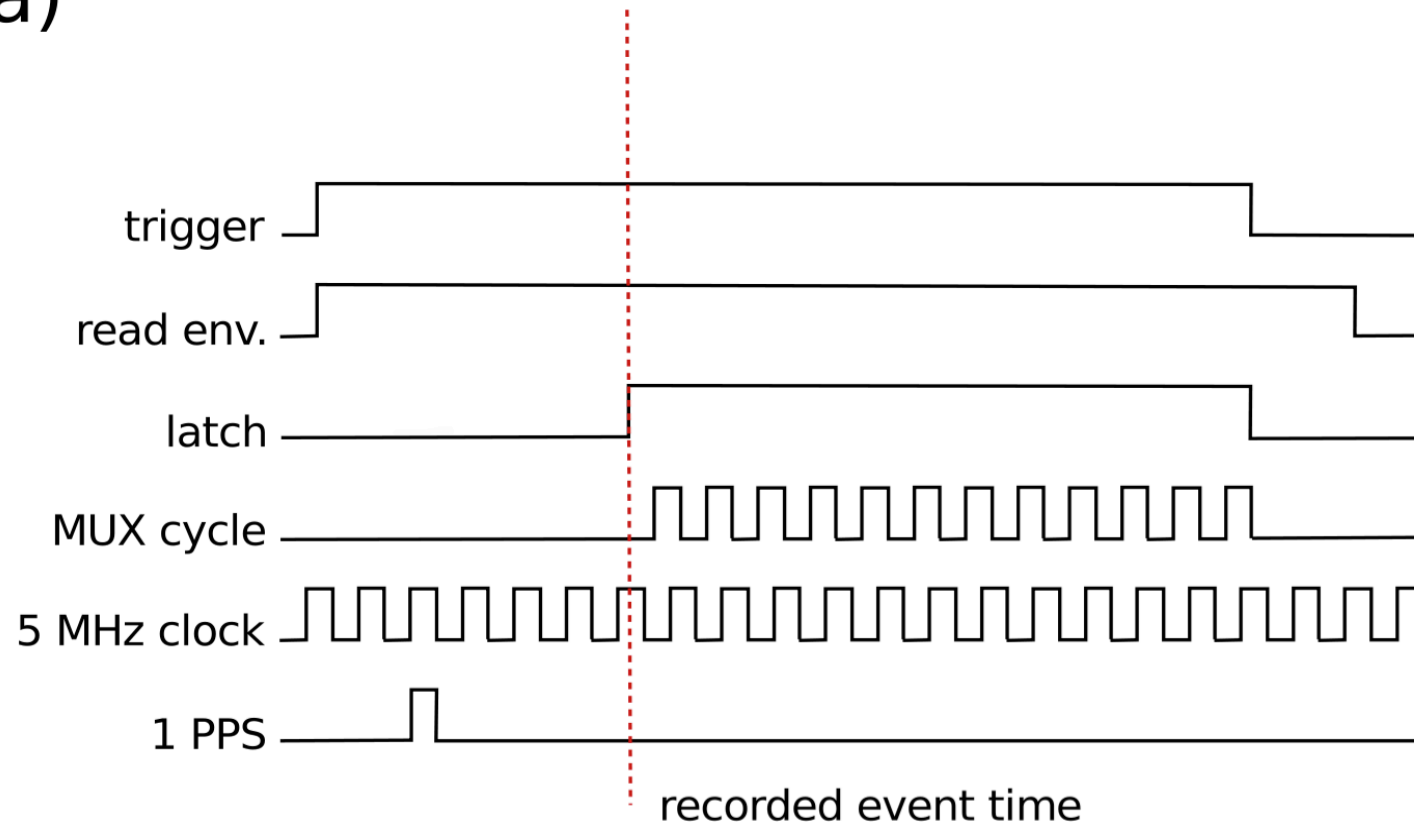 a)
trigger
read env.
latch
MUX cycle
5 MHz clock
1 PPS
recorded event time